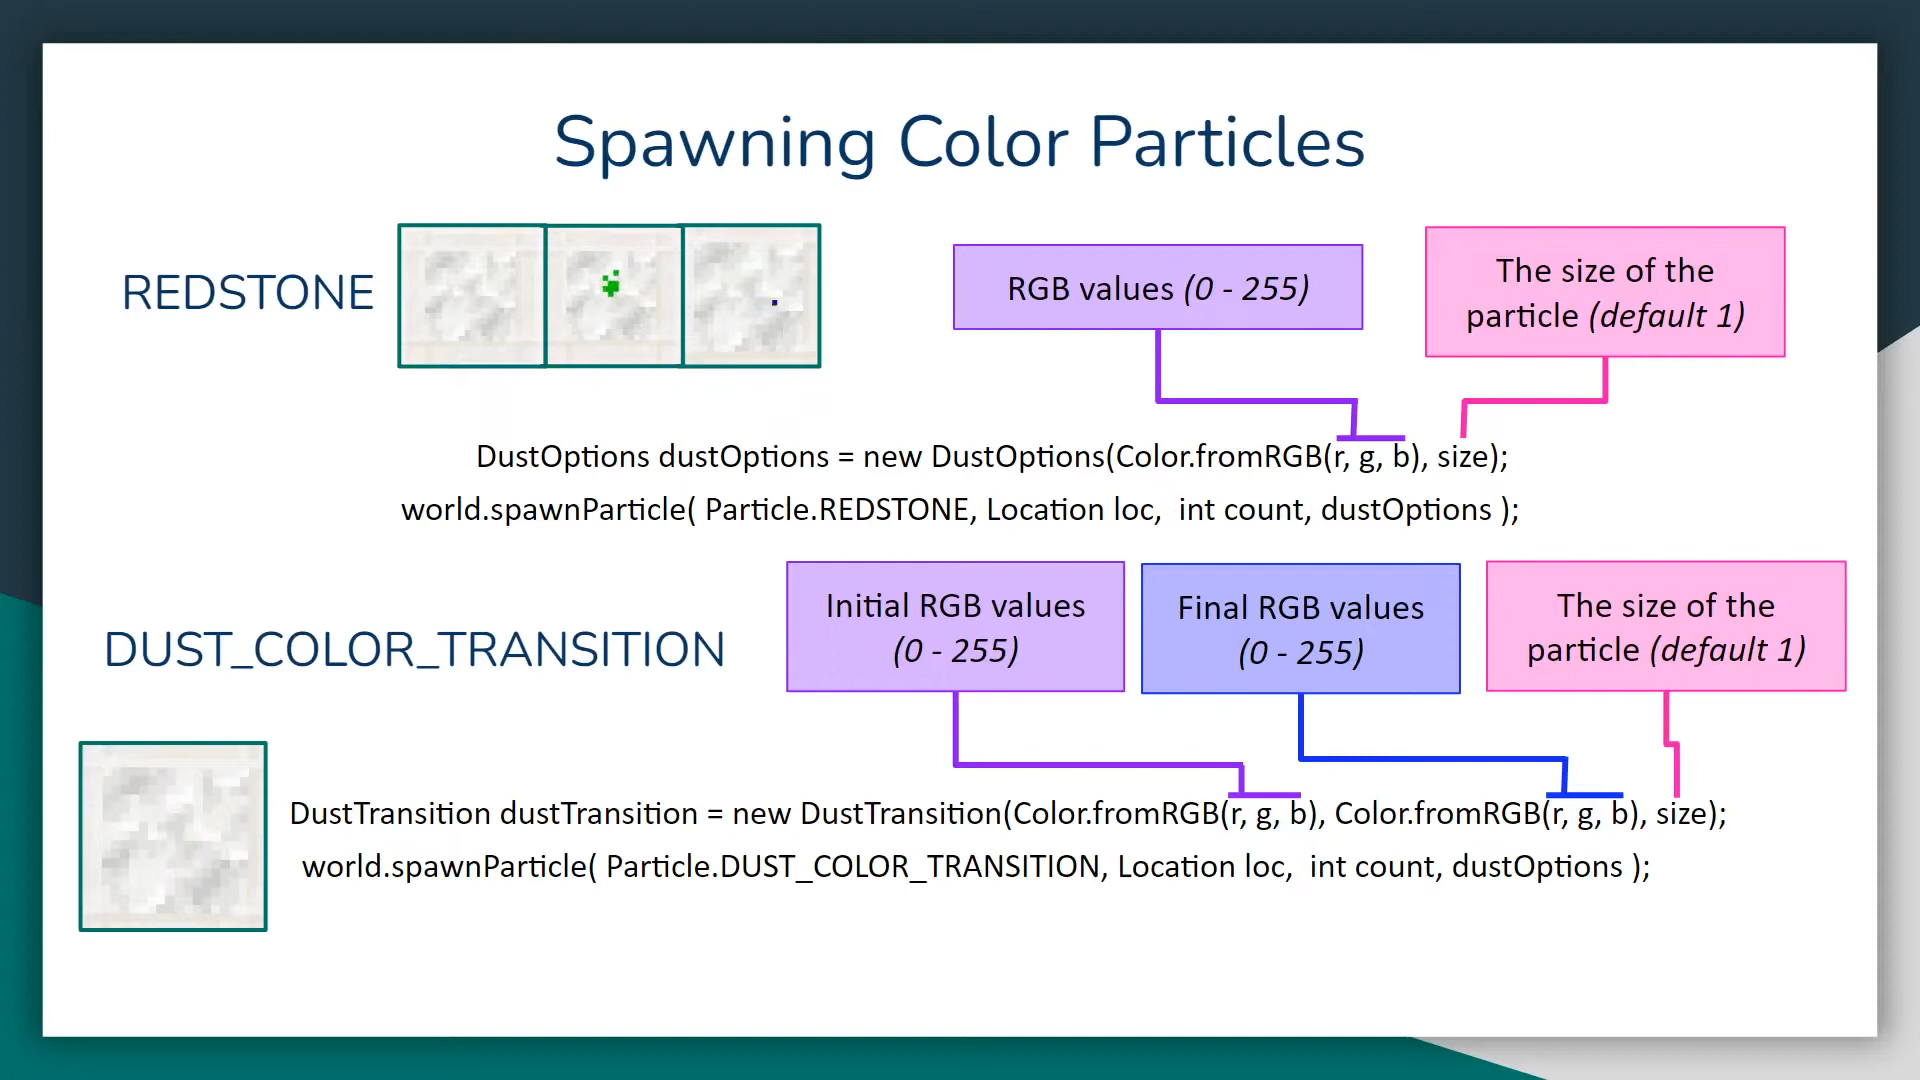 Spawning Color Particles
REDSTONE
RGB values (0 - 255)
The size of the
particle (default 1)
DustOptions dustOptions = new DustOptions(Color.fromRGB(r, g, b), size);
world.spawnParticle( Particle.REDSTONE, Location loc,  int count, dustOptions );
DUST_COLOR_TRANSITION
Initial RGB values
(0 - 255)
Final RGB values
(0 - 255)
The size of the
particle (default 1)
DustTransition dustTransition = new DustTransition(Color.fromRGB(r, g, b), Color.fromRGB(r, g, b), size);
world.spawnParticle( Particle.DUST_COLOR_TRANSITION, Location loc,  int count, dustOptions );